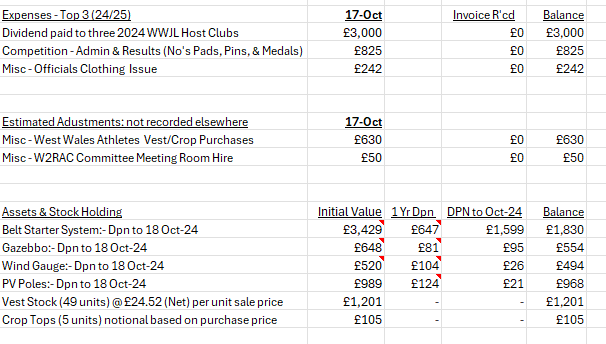 Expenses - Top 3 (24/25) 17-Oct Invoice R'cd Balance
Dividend paid to three 2024 WWJL Host Clubs £3,000 £0 £3,000
Competition - Admin & Results (No's Pads, Pins, & Medals) £825 £0 £825
Misc - Officials Clothing Issue £242 £0 £242
Estimated Adustments: not recorded elsewhere 17-Oct
Misc - West Wales Athletes Vest/Crop Purchases £630 £0 £630
Misc - W2RAC Committee Meeting Room Hire £50 £0 £50
Assets & Stock Holding Initial Value 1 Yr Dpn DPN to Oct-24 Balance
Belt Starter System:- Dpn to 18 Oct-24 £3,429 £647 £1,599 £1,830
Gazebbo:- Dpn to 18 Oct-24 £648 £81 £95 £554
Wind Gauge:- Dpn to 18 Oct-24 £520 £104 £26 £494
PV Poles:- Dpn to 18 Oct-24 £989 £124 £21 £968
Vest Stock (49 units) @ £24.52 (Net) per unit sale price £1,201 - - £1,201
Crop Tops (5 units) notional based on purchase price £105 - - £105